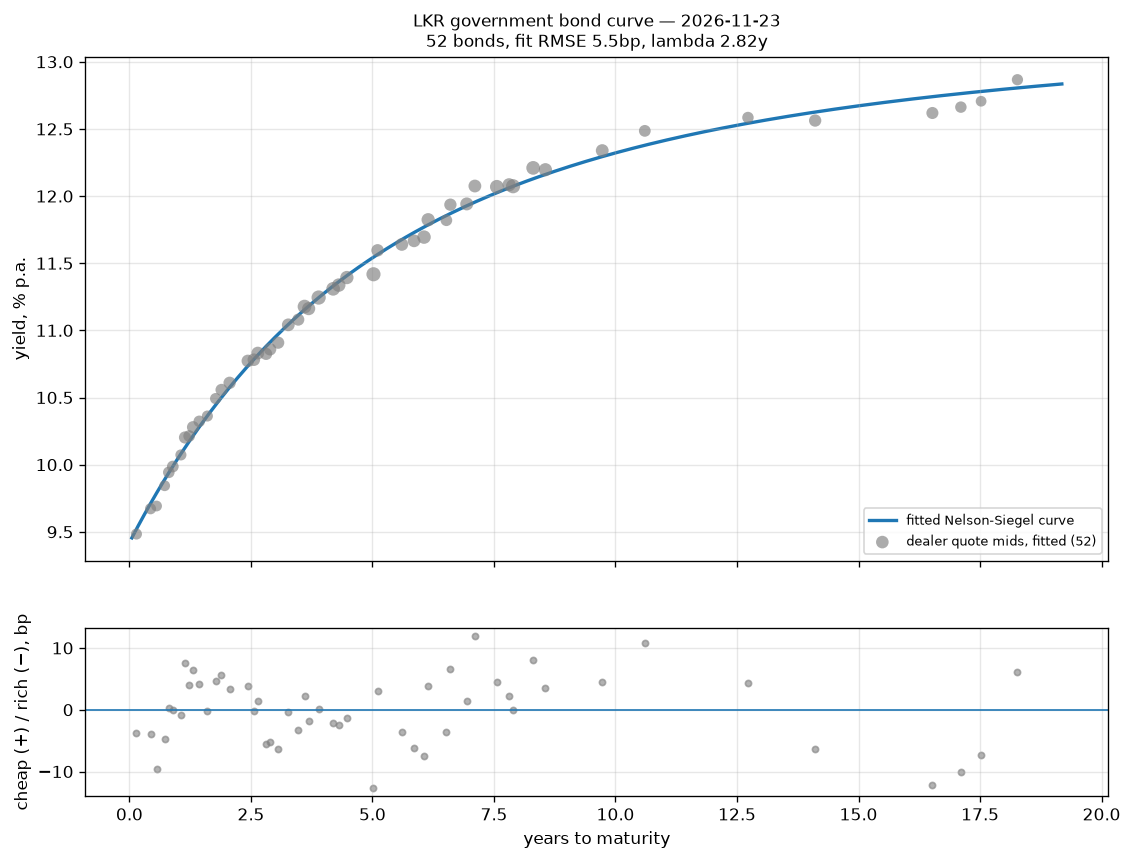 LKR government bond curve — 2026-11-23
52 bonds, fit RMSE 5.5bp, lambda 2.82y
yield, % p.a.
13.0
12.5
12.0
11.5
11.0
10.5
10.0
9.5
fitted Nelson-Siegel curve
dealer quote mids, fitted (52)
cheap (+) / rich (−), bp
10
0
−10
0.0 2.5 5.0 7.5 10.0 12.5 15.0 17.5 20.0
years to maturity